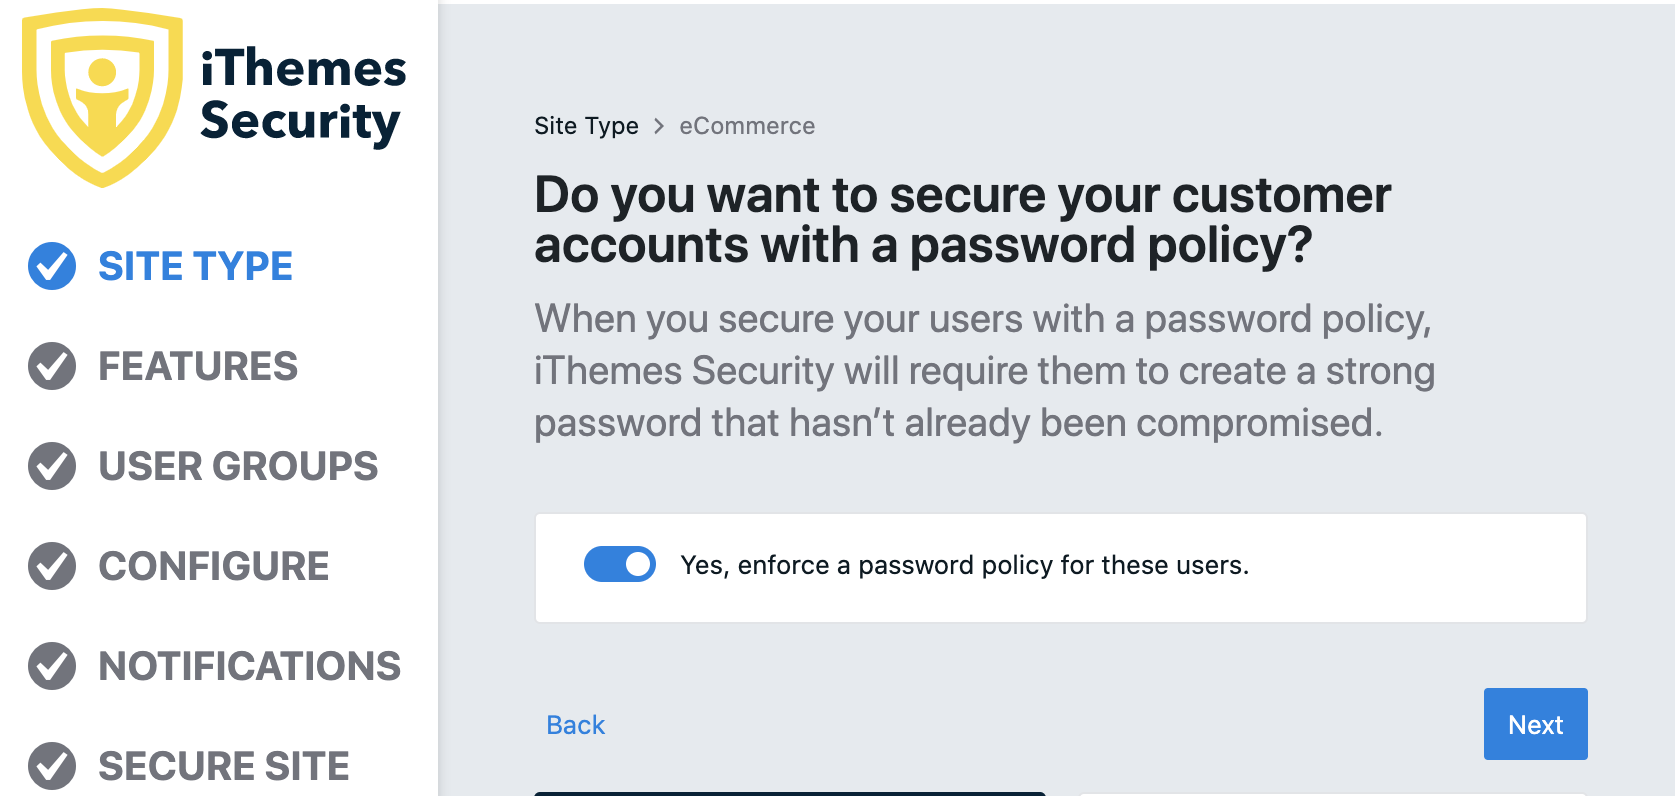 iThemes
Security
SITE TYPE
FEATURES
USER GROUPS
CONFIGURE
NOTIFICATIONS
SECURE SITE
Site Type > eCommerce
Do you want to secure your customer
accounts with a password policy?
When you secure your users with a password policy,
iThemes Security will require them to create a strong
password that hasn’t already been compromised.
Yes, enforce a password policy for these users.
Back
Next